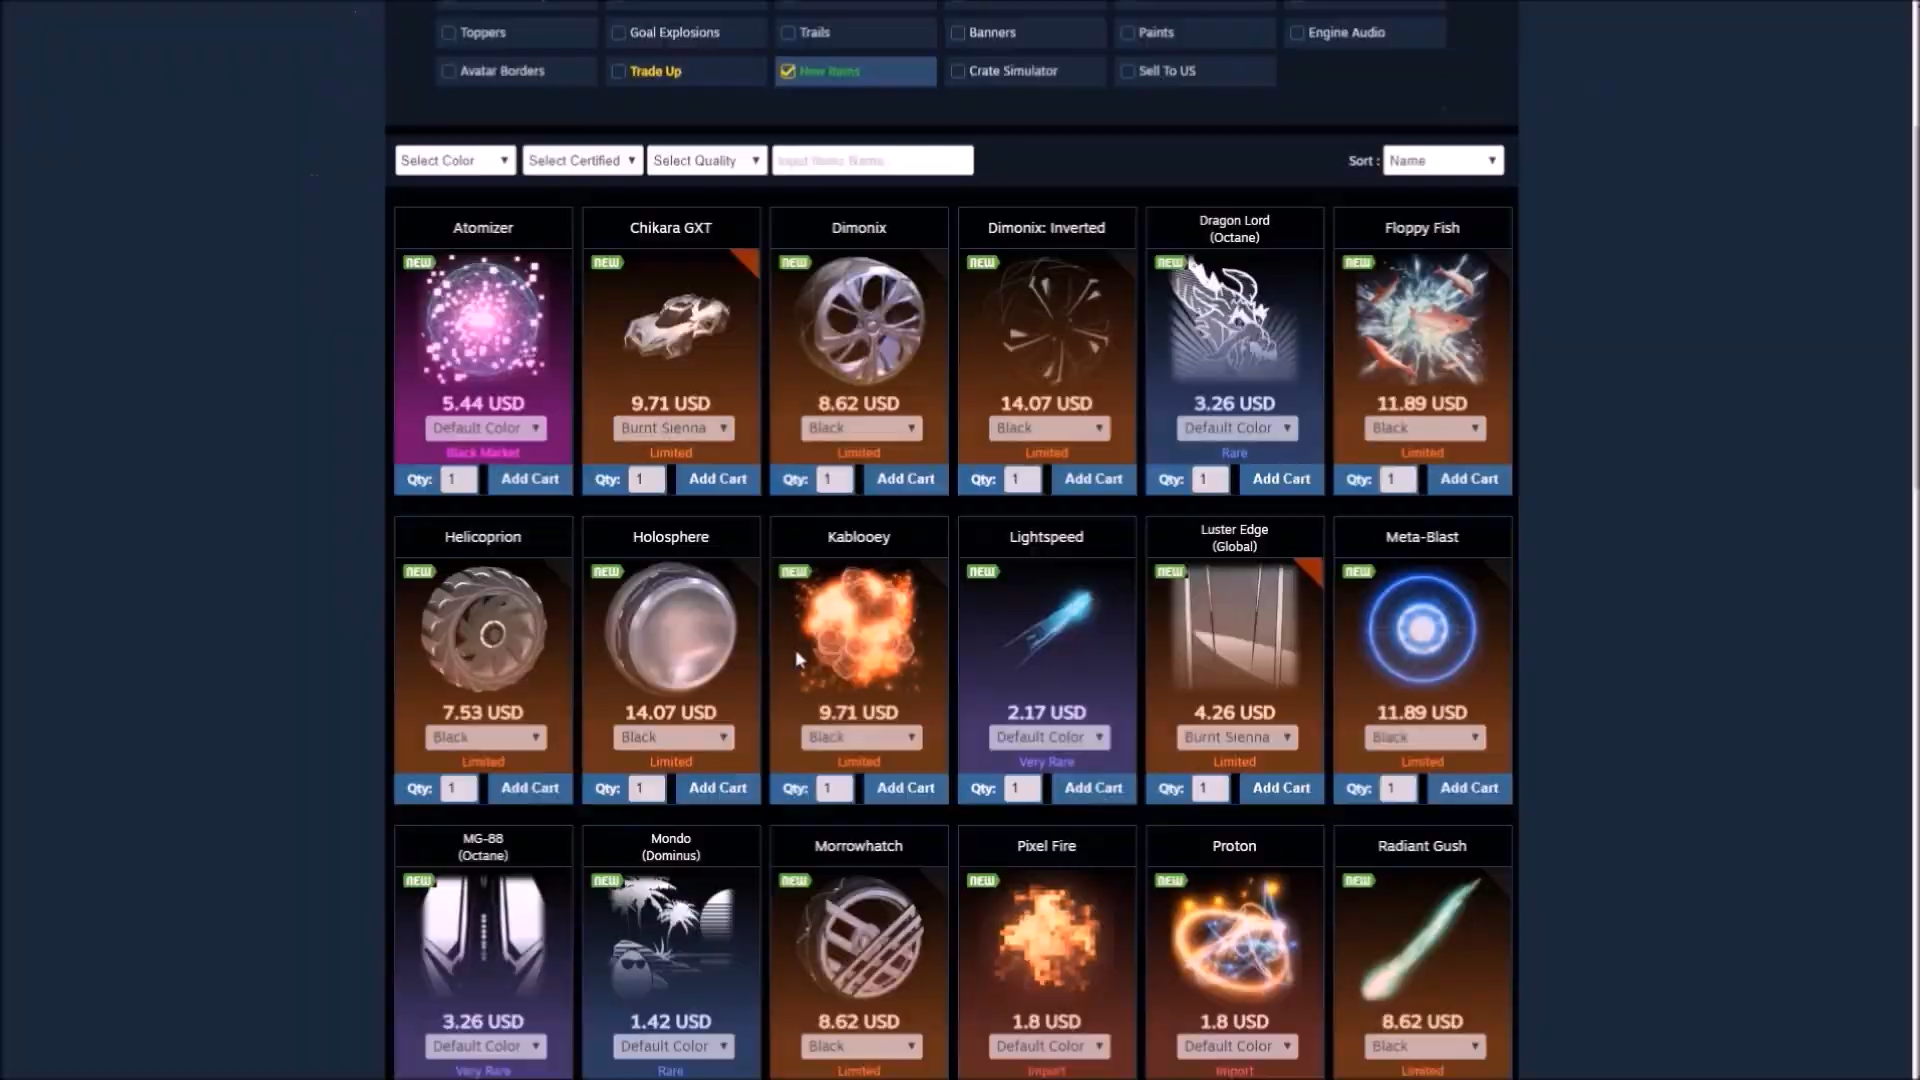 Toppers
Goal Explosions
Trails
Banners
Paints
Engine Audio
Avatar Borders
Trade Up
New Items
Crate Simulator
Sell To US
Select Color
Select Certified
Select Quality
Input Items Name
Sort :
Name
Atomizer
NEW
5.44 USD
Default Color
Black Market
Qty: 1 Add Cart
Chikara GXT
NEW
9.71 USD
Burnt Sienna
Limited
Qty: 1 Add Cart
Dimonix
NEW
8.62 USD
Black
Limited
Qty: 1 Add Cart
Dimonix: Inverted
NEW
14.07 USD
Black
Limited
Qty: 1 Add Cart
Dragon Lord
(Octane)
NEW
3.26 USD
Default Color
Rare
Qty: 1 Add Cart
Floppy Fish
NEW
11.89 USD
Black
Limited
Qty: 1 Add Cart
Helicoprion
NEW
7.53 USD
Black
Limited
Qty: 1 Add Cart
Holosphere
NEW
14.07 USD
Black
Limited
Qty: 1 Add Cart
Kablooey
NEW
9.71 USD
Black
Limited
Qty: 1 Add Cart
Lightspeed
NEW
2.17 USD
Default Color
Very Rare
Qty: 1 Add Cart
Luster Edge
(Global)
NEW
4.26 USD
Burnt Sienna
Limited
Qty: 1 Add Cart
Meta-Blast
NEW
11.89 USD
Black
Limited
Qty: 1 Add Cart
MG-88
(Octane)
NEW
3.26 USD
Default Color
Very Rare
Mondo
(Dominus)
NEW
1.42 USD
Default Color
Rare
Morrowhatch
NEW
8.62 USD
Black
Limited
Pixel Fire
NEW
1.8 USD
Default Color
Import
Proton
NEW
1.8 USD
Default Color
Import
Radiant Gush
NEW
8.62 USD
Black
Limited